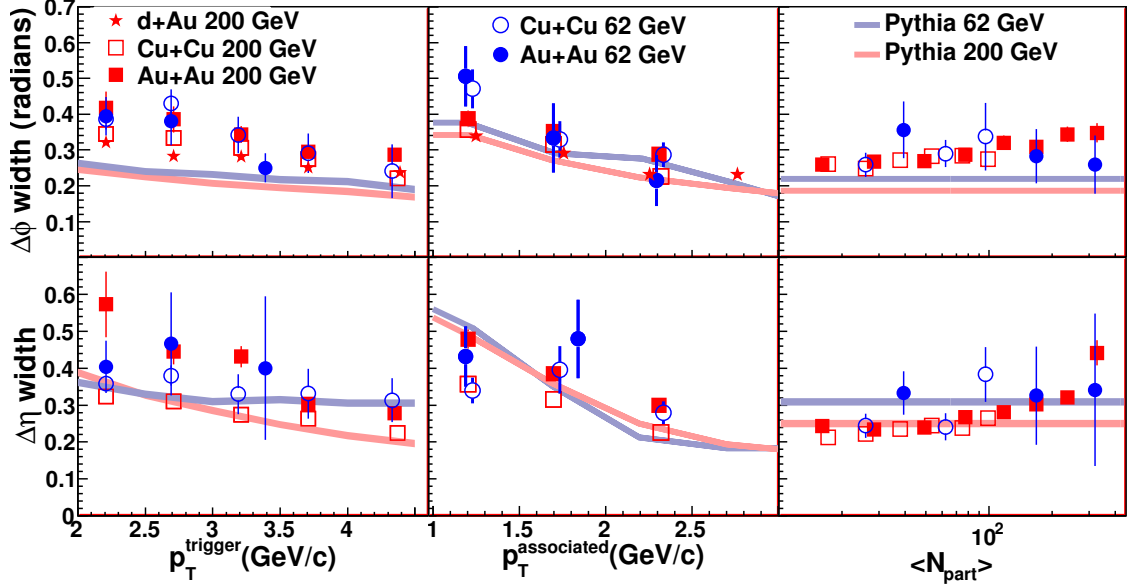 0.7
0.6
0.5
0.4
0.3
0.2
0.1
Δϕ width (radians)
d+Au 200 GeV
Cu+Cu 200 GeV
Au+Au 200 GeV
Cu+Cu 62 GeV
Au+Au 62 GeV
Pythia 62 GeV
Pythia 200 GeV
0.6
0.5
0.4
0.3
0.2
0.1
0
Δη width
2 2.5 3 3.5 4
1 1.5 2 2.5
10²
p_T^trigger (GeV/c)
p_T^associated (GeV/c)
<N_part>